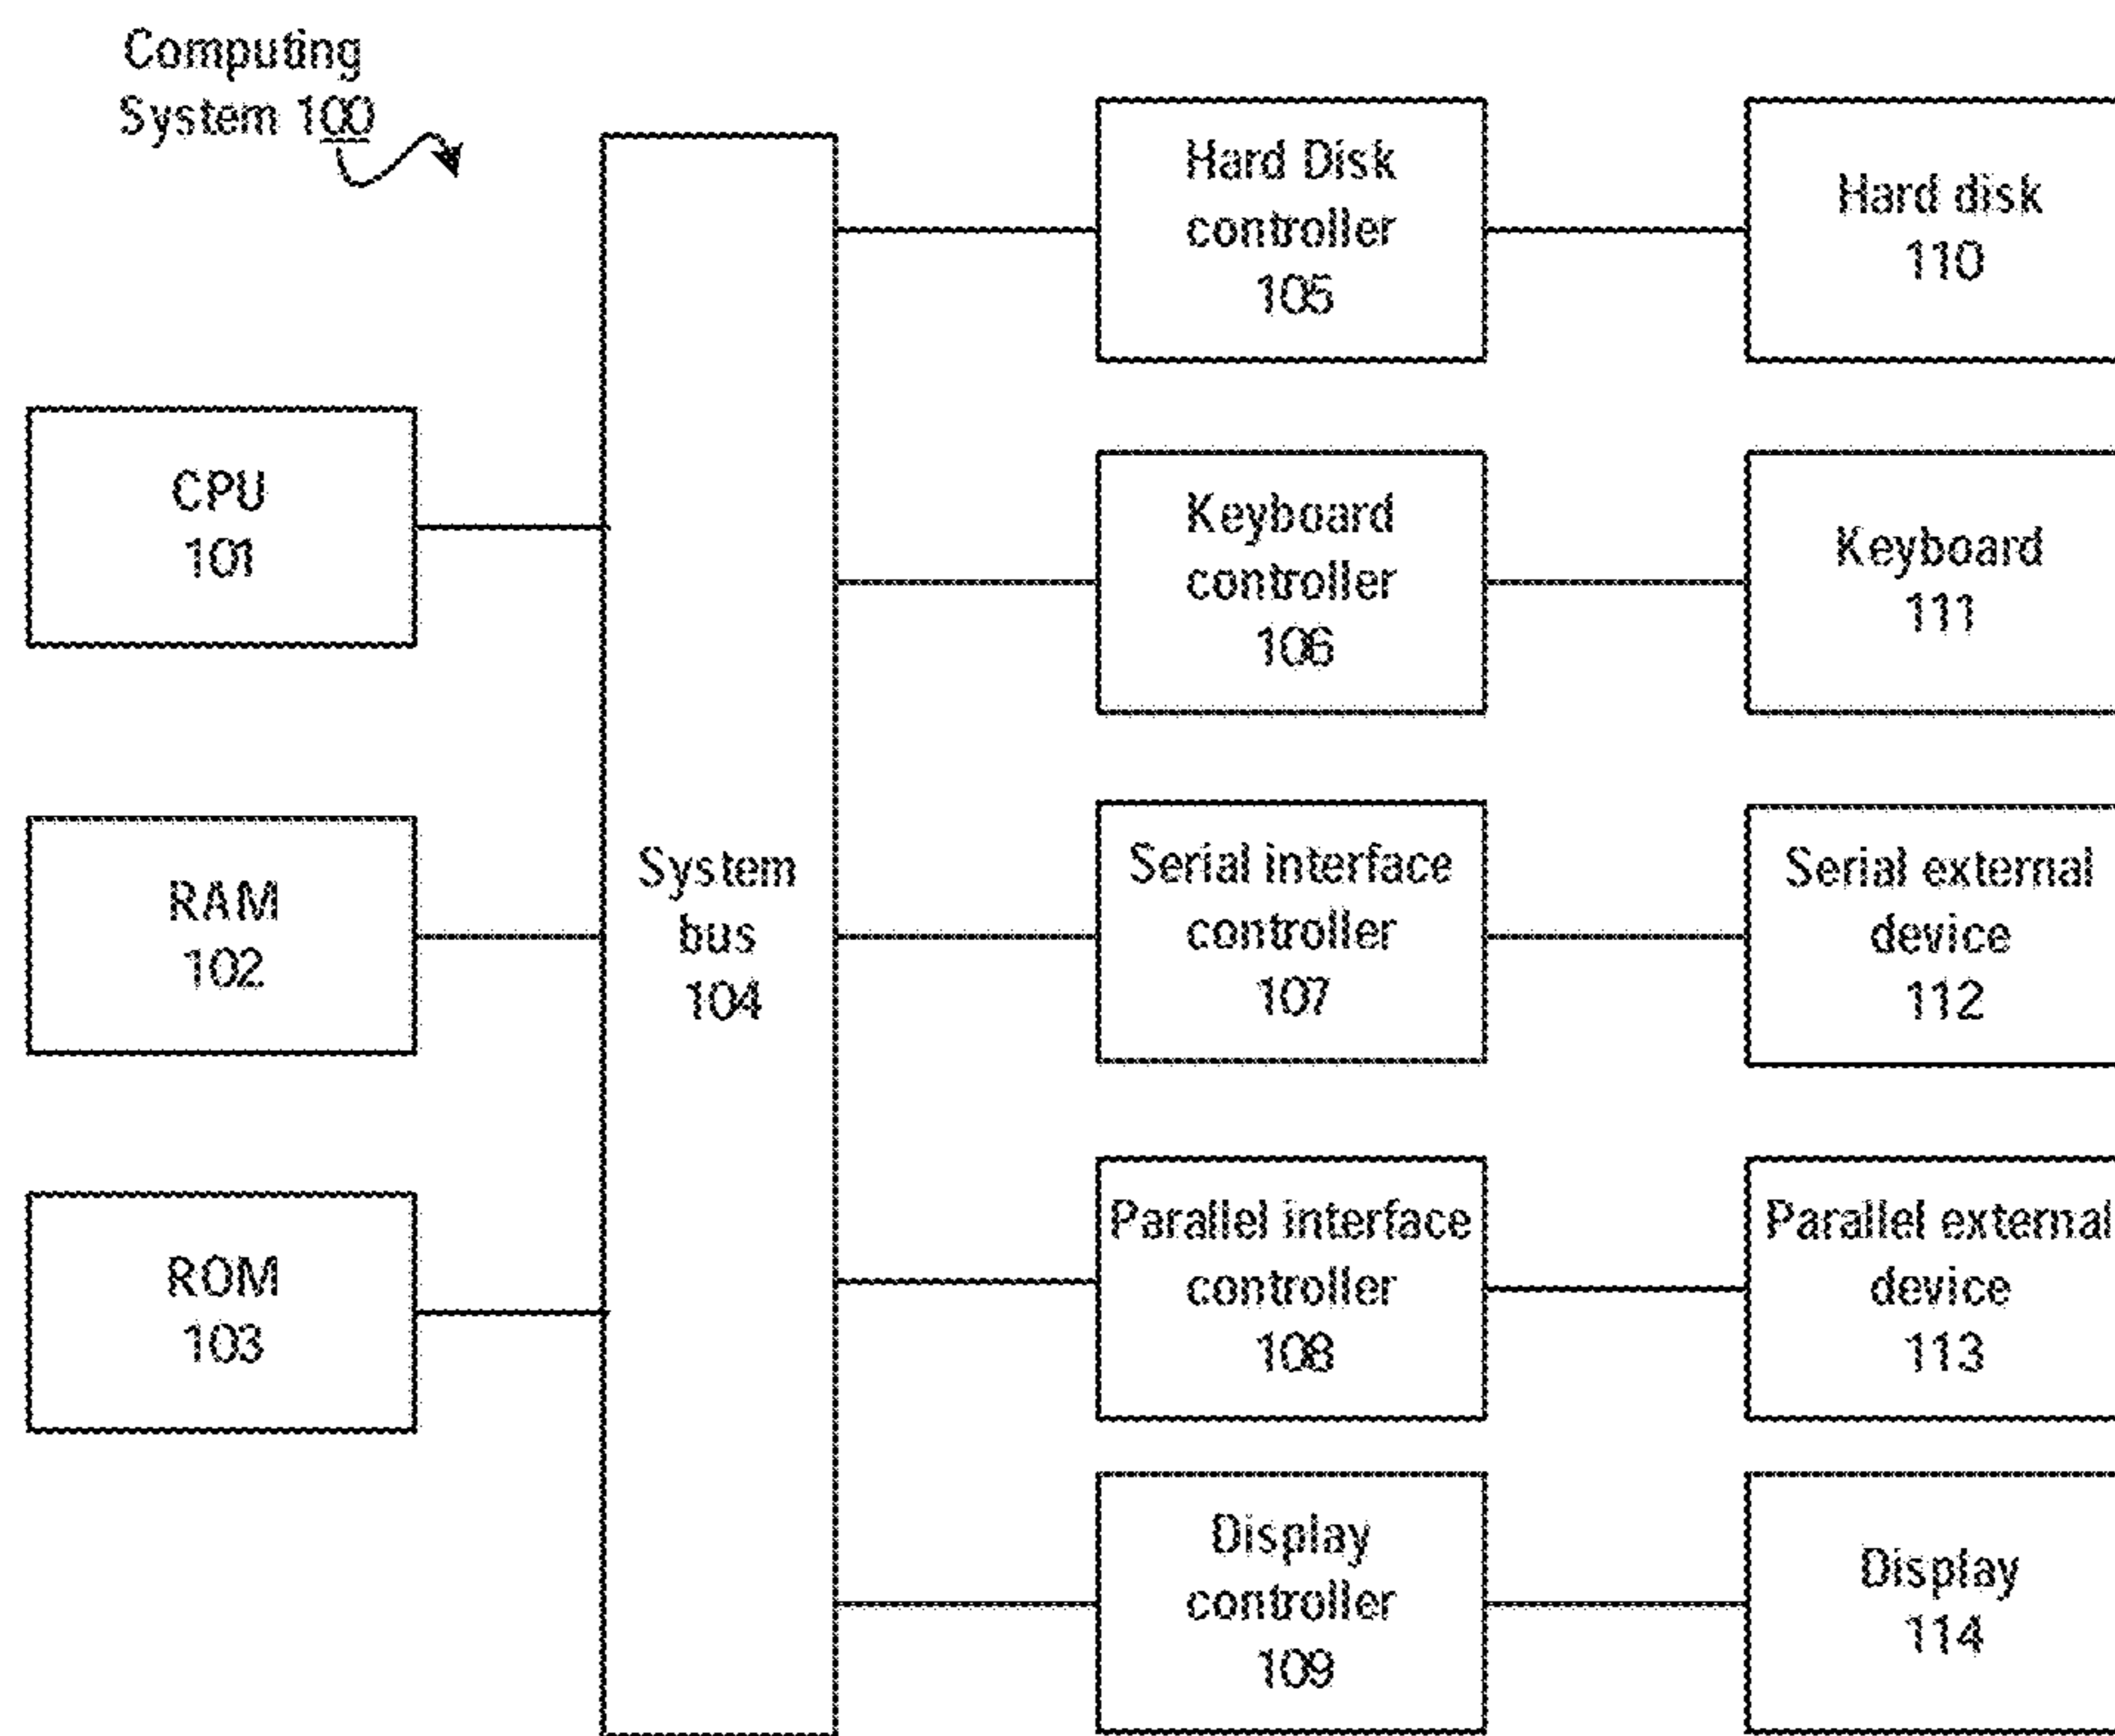 Computing
System 100
CPU
101
RAM
102
ROM
103
System
bus
104
Hard Disk
controller
105
Hard disk
110
Keyboard
controller
106
Keyboard
111
Serial interface
controller
107
Serial external
device
112
Parallel interface
controller
108
Parallel external
device
113
Display
controller
109
Display
114